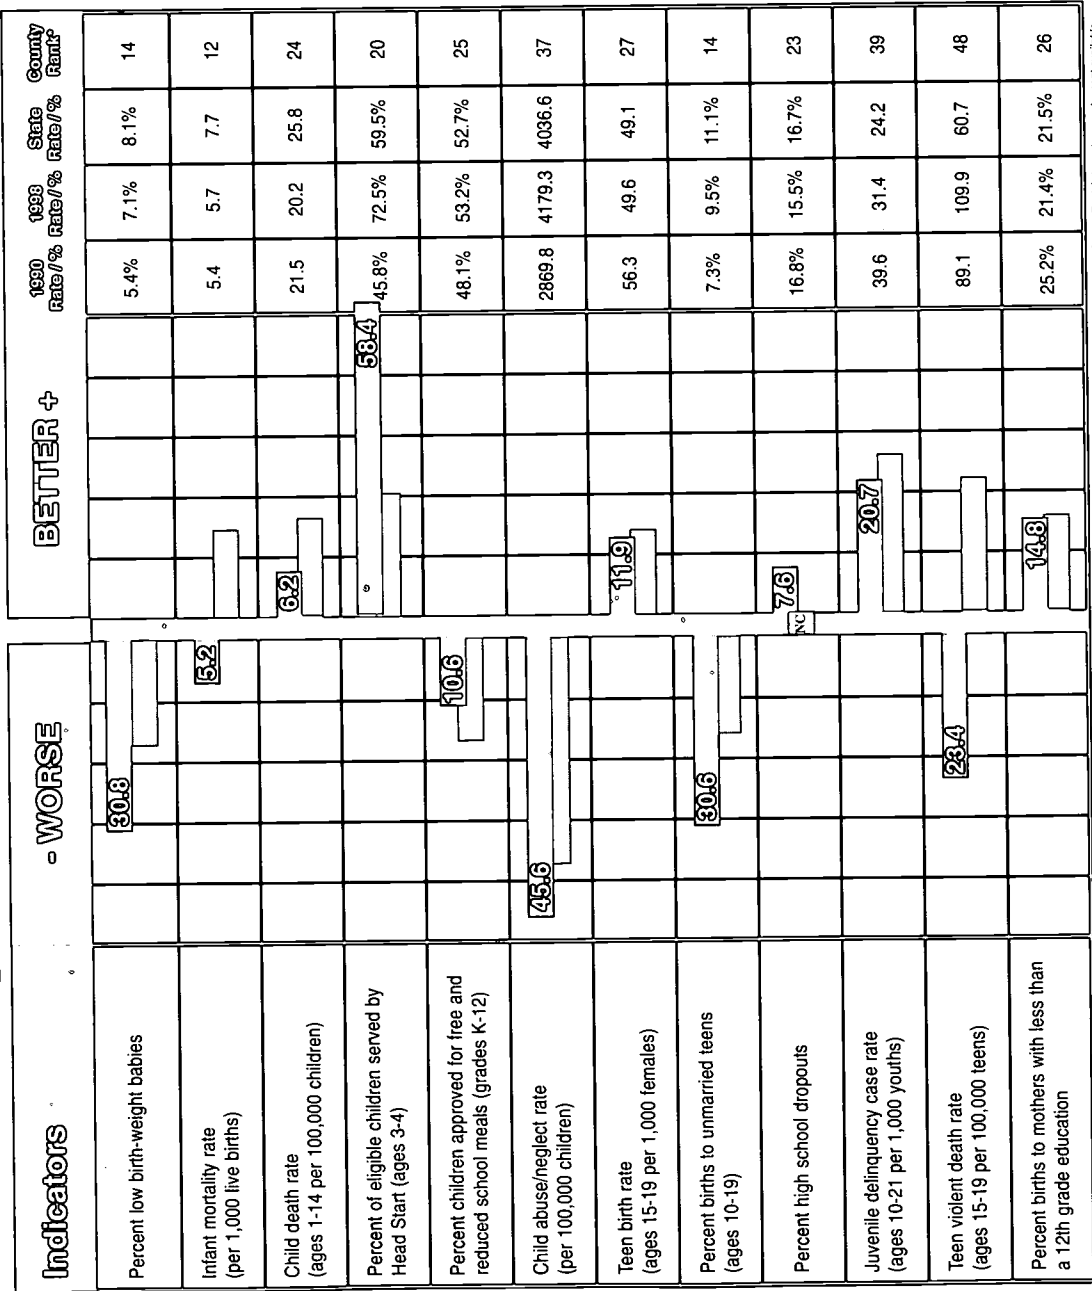 Indicators - WORSE BETTER + 1990 Rate / % 1998 Rate / % State Rate / % County Rank*
Percent low birth-weight babies 30.8 5.4% 7.1% 8.1% 14
Infant mortality rate
(per 1,000 live births) 5.2 5.4 5.7 7.7 12
Child death rate
(ages 1-14 per 100,000 children) 6.2 21.5 20.2 25.8 24
Percent of eligible children served by
Head Start (ages 3-4) 58.4 45.8% 72.5% 59.5% 20
Percent children approved for free and
reduced school meals (grades K-12) 10.6 48.1% 53.2% 52.7% 25
Child abuse/neglect rate
(per 100,000 children) 45.6 2869.8 4179.3 4036.6 37
Teen birth rate
(ages 15-19 per 1,000 females) 11.9 56.3 49.6 49.1 27
Percent births to unmarried teens
(ages 10-19) 30.6 7.3% 9.5% 11.1% 14
Percent high school dropouts NC 7.6 16.8% 15.5% 16.7% 23
Juvenile delinquency case rate
(ages 10-21 per 1,000 youths) 20.7 39.6 31.4 24.2 39
Teen violent death rate
(ages 15-19 per 100,000 teens) 23.4 89.1 109.9 60.7 48
Percent births to mothers with less than
a 12th grade education 14.8 25.2% 21.4% 21.5% 26